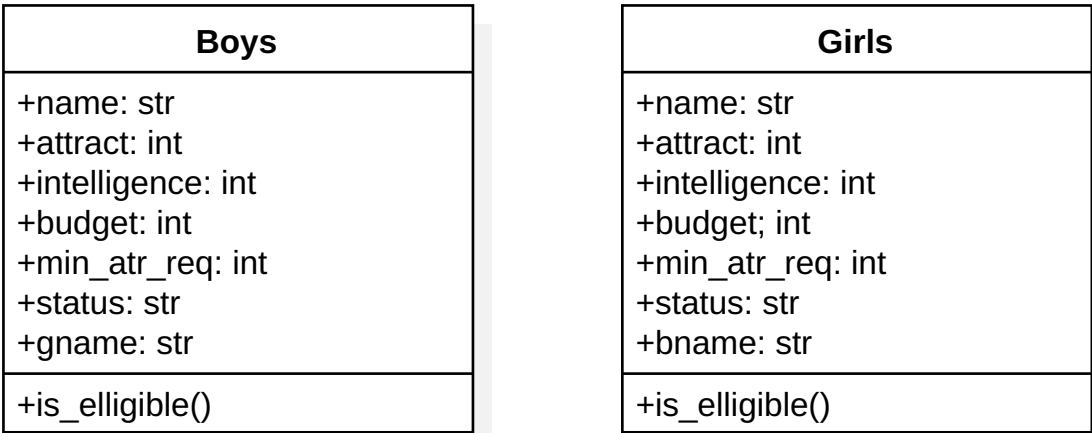 Boys
+name: str
+attract: int
+intelligence: int
+budget: int
+min_atr_req: int
+status: str
+gname: str
+is_elligible()
Girls
+name: str
+attract: int
+intelligence: int
+budget; int
+min_atr_req: int
+status: str
+bname: str
+is_elligible()